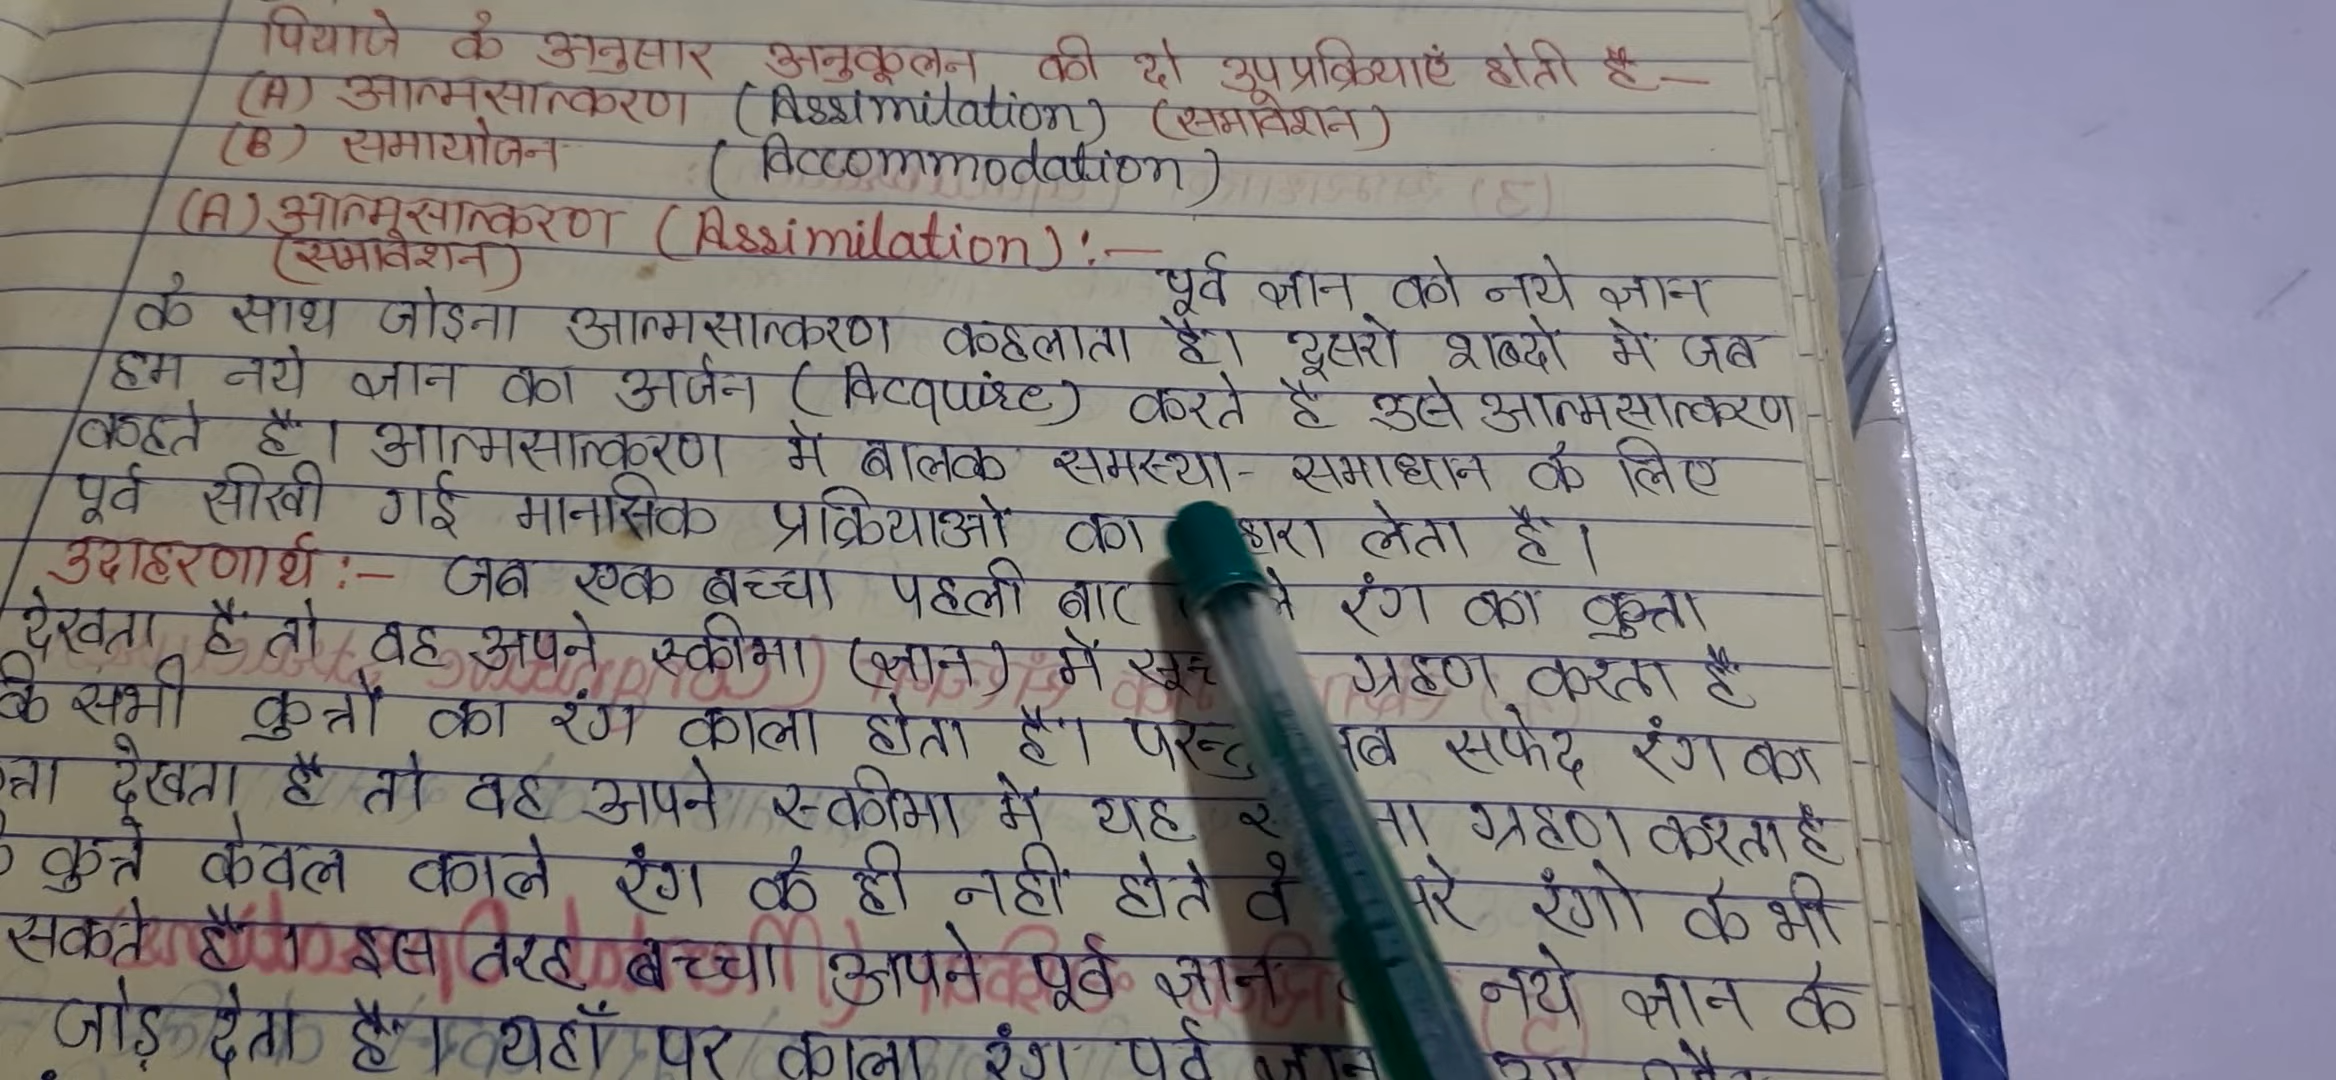 पियाजे के अनुसार अनुकूलन की दो उपप्रक्रियाएं होती है –
(A) आत्मसात्करण (Assimilation) (समावेशन)
(B) समायोजन (Accommodation)
(A) आत्मसात्करण (Assimilation) :–
(समावेशन)
पूर्व ज्ञान को नये ज्ञान
के साथ जोड़ना आत्मसात्करण कहलाता है। दूसरो शब्दों में जब
हम नये ज्ञान का अर्जन (Acquire) करते है उसे आत्मसात्करण
कहते है। आत्मसात्करण में बालक समस्या - समाधान के लिए
पूर्व सीखी गई मानसिक प्रक्रियाओं का लेता है।
उदाहरणार्थ :– जब एक बच्चा पहली बार रंग का कुत्ता
देखता है तो वह अपने स्कीमा (ज्ञान) में ग्रहण करता है
कि सभी कुत्तों का रंग काला होता है। सफेद रंग का
देखता है तो वह अपने स्कीमा में यह ग्रहण करता है
कुत्ते केवल काले रंग के ही नहीं होते रंगो के भी
सकते है। इस तरह बच्चा अपने पूर्व ज्ञान नये ज्ञान के
जोड़ देता है। यहाँ पर काला रंग पूर्व ज्ञान